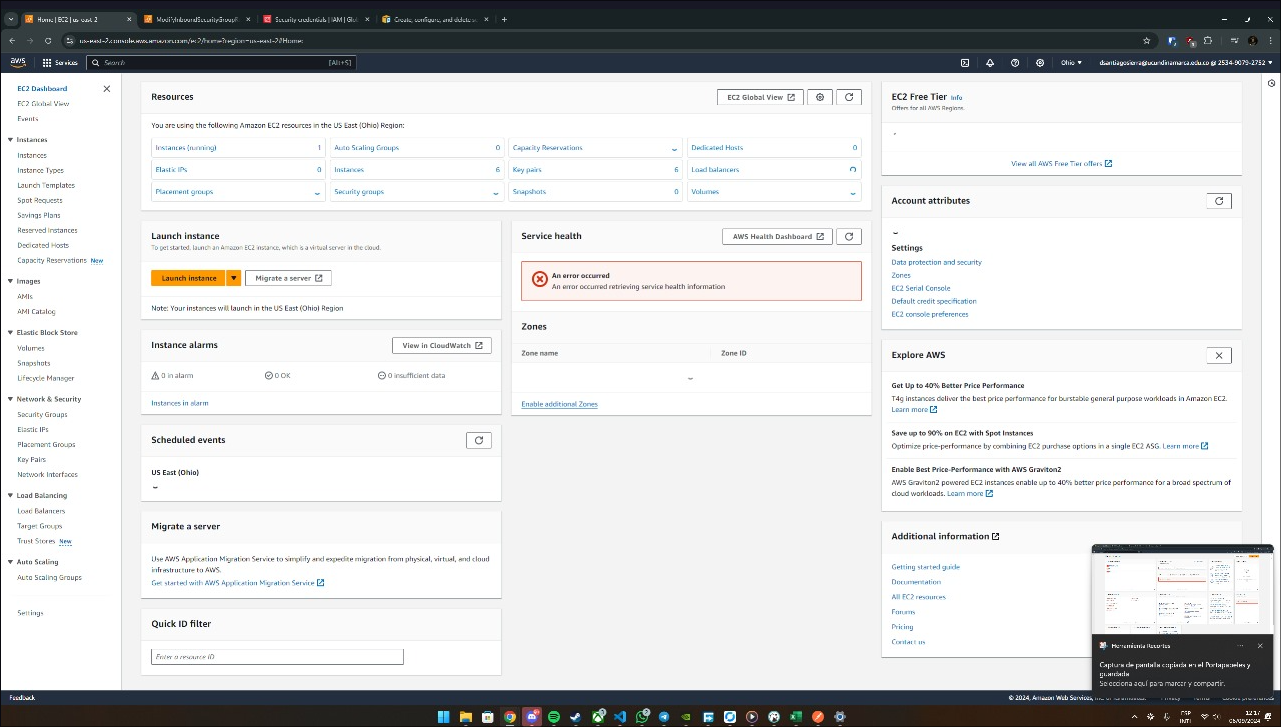 Home | EC2 | us-east-2
ModifyInboundSecurityGroupR
Security credentials | IAM | Glob
Create, configure, and delete se
us-east-2.console.aws.amazon.com/ec2/home?region=us-east-2#Home:
aws
Services
Search
[Alt+S]
Ohio
dsantiagosierra@ucundinamarca.edu.co @ 2534-9079-2752
EC2 Dashboard
EC2 Global View
Events
Instances
Instances
Instance Types
Launch Templates
Spot Requests
Savings Plans
Reserved Instances
Dedicated Hosts
Capacity Reservations New
Images
AMIs
AMI Catalog
Elastic Block Store
Volumes
Snapshots
Lifecycle Manager
Network & Security
Security Groups
Elastic IPs
Placement Groups
Key Pairs
Network Interfaces
Load Balancing
Load Balancers
Target Groups
Trust Stores New
Auto Scaling
Auto Scaling Groups
Settings
Resources
EC2 Global View
You are using the following Amazon EC2 resources in the US East (Ohio) Region:
Instances (running) 1
Auto Scaling Groups 0
Capacity Reservations
Dedicated Hosts 0
Elastic IPs 0
Instances 6
Key pairs 6
Load balancers
Placement groups
Security groups
Snapshots 0
Volumes
Launch instance
To get started, launch an Amazon EC2 instance, which is a virtual server in the cloud.
Launch instance
Migrate a server
Note: Your instances will launch in the US East (Ohio) Region
Instance alarms
View in CloudWatch
0 in alarm
0 OK
0 insufficient data
Instances in alarm
Scheduled events
US East (Ohio)
Migrate a server
Use AWS Application Migration Service to simplify and expedite migration from physical, virtual, and cloud
infrastructure to AWS.
Get started with AWS Application Migration Service
Quick ID filter
Enter a resource ID
Service health
AWS Health Dashboard
An error occurred
An error occurred retrieving service health information
Zones
Zone name
Zone ID
Enable additional Zones
EC2 Free Tier Info
Offers for all AWS Regions.
View all AWS Free Tier offers
Account attributes
Settings
Data protection and security
Zones
EC2 Serial Console
Default credit specification
EC2 console preferences
Explore AWS
Get Up to 40% Better Price Performance
T4g instances deliver the best price performance for burstable general purpose workloads in Amazon EC2.
Learn more
Save up to 90% on EC2 with Spot Instances
Optimize price-performance by combining EC2 purchase options in a single EC2 ASG. Learn more
Enable Best Price-Performance with AWS Graviton2
AWS Graviton2 powered EC2 instances enable up to 40% better price performance for a broad spectrum of
cloud workloads. Learn more
Additional information
Getting started guide
Documentation
All EC2 resources
Forums
Pricing
Contact us
Herramienta Recortes
Captura de pantalla copiada en el Portapapeles y
guardada
Selecciona aquí para marcar y compartir.
Feedback
© 2024, Amazon Web Services, Inc.
ESP
INTL
12:17
06/09/2024